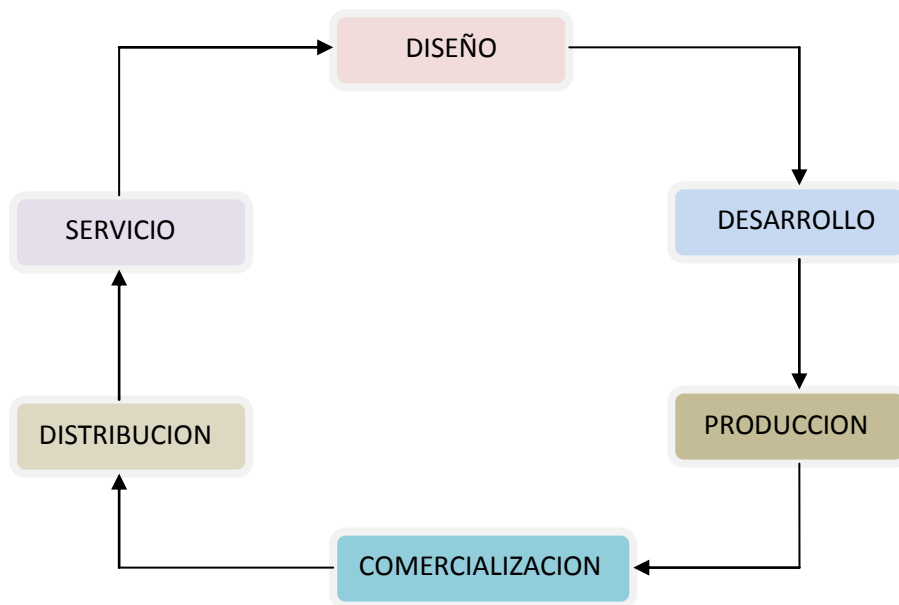 DISEÑO
DESARROLLO
PRODUCCION
COMERCIALIZACION
DISTRIBUCION
SERVICIO